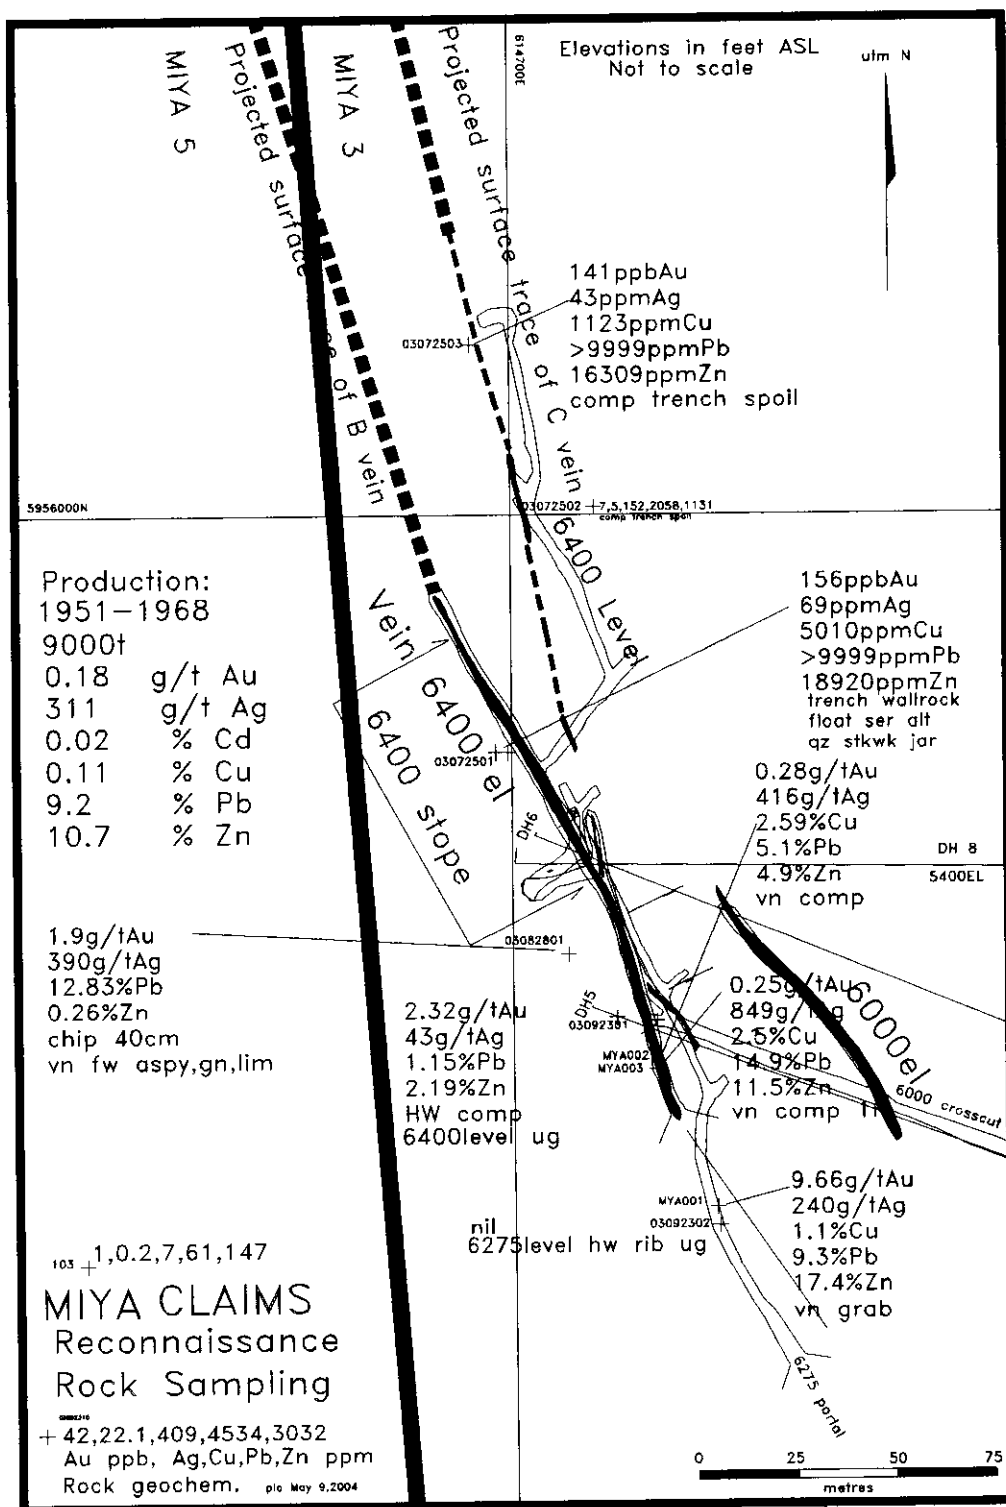 MIYA 5
Projected surface
of B vein
MIYA 3
Projected surface trace of C vein
614700E
Elevations in feet ASL
Not to scale
utm N
141ppbAu
43ppmAg
1123ppmCu
>9999ppmPb
16309ppmZn
comp trench spoil
03072503
5956000N
03072502
7,5,152,2058,1131
comp trench spoil
6400 Level
Production:
1951-1968
9000t
0.18 g/t Au
311 g/t Ag
0.02 % Cd
0.11 % Cu
9.2 % Pb
10.7 % Zn
Vein 6400 el
6400 stope
03072501
156ppbAu
69ppmAg
5010ppmCu
>9999ppmPb
18920ppmZn
trench wallrock
float ser alt
qz stkwk jar
DH6
0.28g/tAu
416g/tAg
2.59%Cu
5.1%Pb
4.9%Zn
vn comp
DH 8
5400EL
1.9g/tAu
390g/tAg
12.83%Pb
0.26%Zn
chip 40cm
vn fw aspy,gn,lim
03082801
2.32g/tAu
43g/tAg
1.15%Pb
2.19%Zn
HW comp
6400level ug
DH5
03092301
MYA002
MYA003
0.25g/tAu
849g/tAg
2.5%Cu
14.9%Pb
11.5%Zn
vn comp
6000el
6000 crosscut
MYA001
03092302
nil
6275level hw rib ug
9.66g/tAu
240g/tAg
1.1%Cu
9.3%Pb
17.4%Zn
vn grab
6275 portal
103 1,0.2,7,61,147
MIYA CLAIMS
Reconnaissance
Rock Sampling
42,22.1,409,4534,3032
Au ppb, Ag,Cu,Pb,Zn ppm
Rock geochem. plc May 9,2004
0 25 50 75
metres